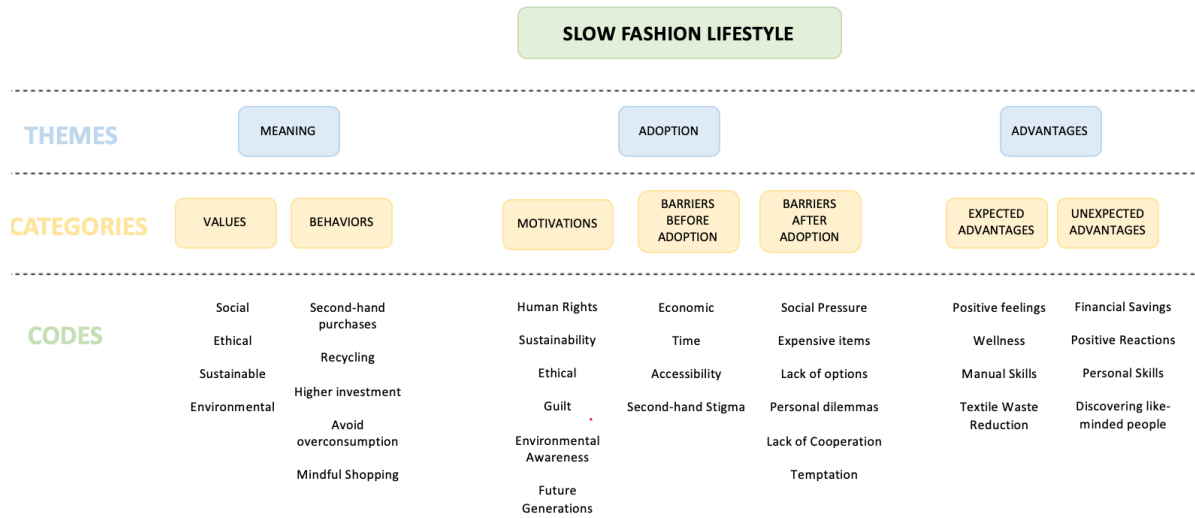 SLOW FASHION LIFESTYLE
THEMES
MEANING
ADOPTION
ADVANTAGES
CATEGORIES
VALUES
BEHAVIORS
MOTIVATIONS
BARRIERS
BEFORE
ADOPTION
BARRIERS
AFTER
ADOPTION
EXPECTED
ADVANTAGES
UNEXPECTED
ADVANTAGES
CODES
Social
Ethical
Sustainable
Environmental
Second-hand
purchases
Recycling
Higher investment
Avoid
overconsumption
Mindful Shopping
Human Rights
Sustainability
Ethical
Guilt
Environmental
Awareness
Future
Generations
Economic
Time
Accessibility
Second-hand Stigma
Social Pressure
Expensive items
Lack of options
Personal dilemmas
Lack of Cooperation
Temptation
Positive feelings
Wellness
Manual Skills
Textile Waste
Reduction
Financial Savings
Positive Reactions
Personal Skills
Discovering like-
minded people